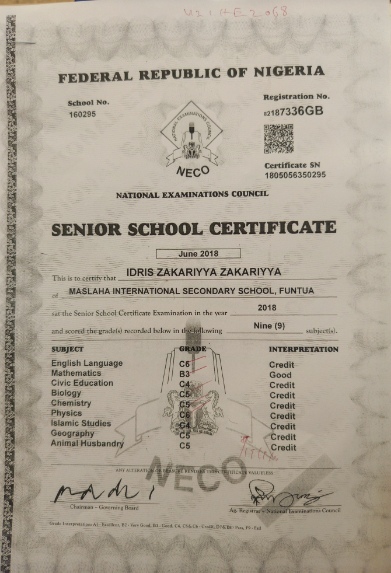 FEDERAL REPUBLIC OF NIGERIA
School No.
160295
Registration No.
82187336GB
NATIONAL EXAMINATIONS COUNCIL
NECO
Certificate SN
1805056350295
NATIONAL EXAMINATIONS COUNCIL
SENIOR SCHOOL CERTIFICATE
June 2018
This is to certify that IDRIS ZAKARIYYA ZAKARIYYA
of MASLAHA INTERNATIONAL SECONDARY SCHOOL, FUNTUA
sat the Senior School Certificate Examination in the year 2018
and scored the grade(s) recorded below in the following Nine (9) subject(s).
SUBJECT GRADE INTERPRETATION
English Language C6 Credit
Mathematics B3 Good
Civic Education C4 Credit
Biology C5 Credit
Chemistry C5 Credit
Physics C6 Credit
Islamic Studies C4 Credit
Geography C5 Credit
Animal Husbandry C5 Credit
NECO
Chairman - Governing Board
Ag. Registrar - National Examinations Council